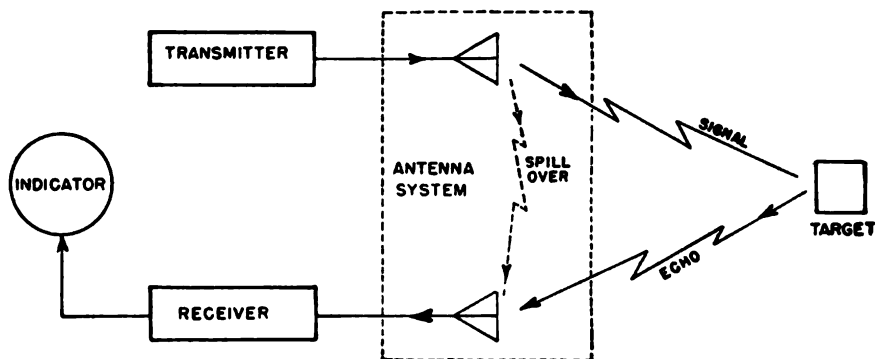 TRANSMITTER
SIGNAL
ANTENNA
SYSTEM
SPILL
OVER
INDICATOR
TARGET
ECHO
RECEIVER